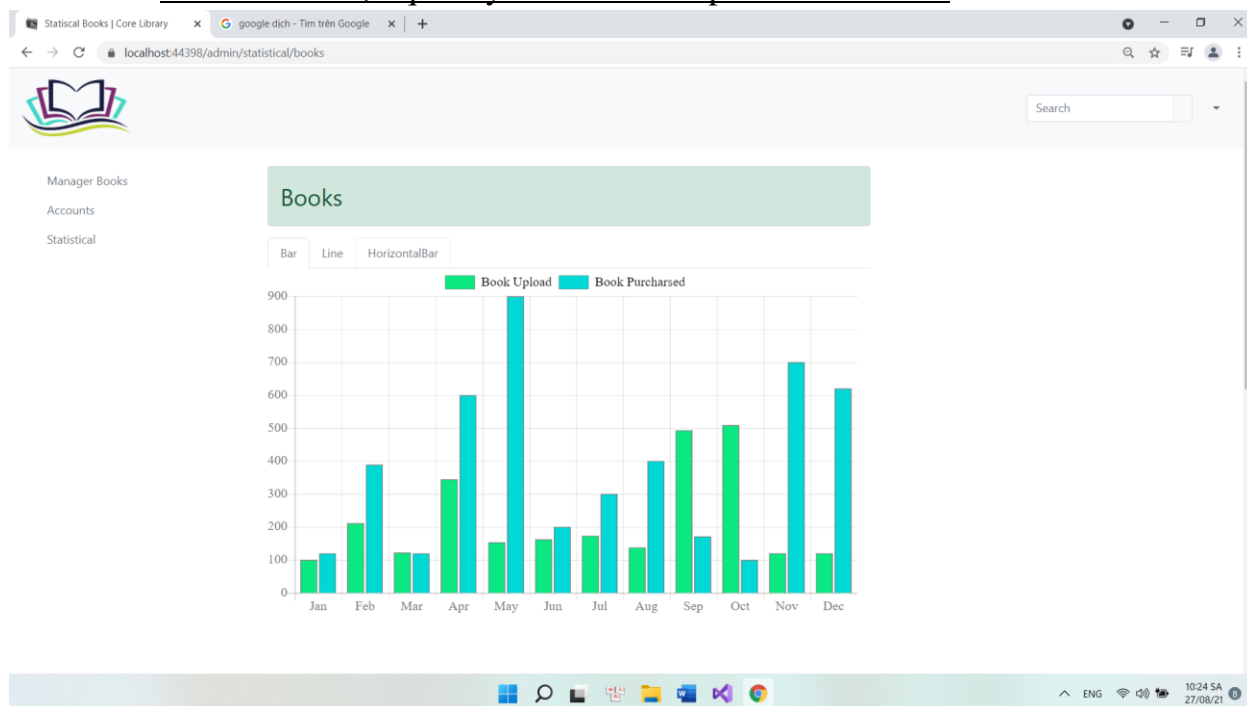 Statiscal Books | Core Library
google dịch - Tìm trên Google
localhost:44398/admin/statistical/books
Search
Manager Books
Accounts
Statistical
Books
Bar Line HorizontalBar
Book Upload Book Purcharsed
900
800
700
600
500
400
300
200
100
0
Jan Feb Mar Apr May Jun Jul Aug Sep Oct Nov Dec
ENG 10:24 SA
27/08/21 8